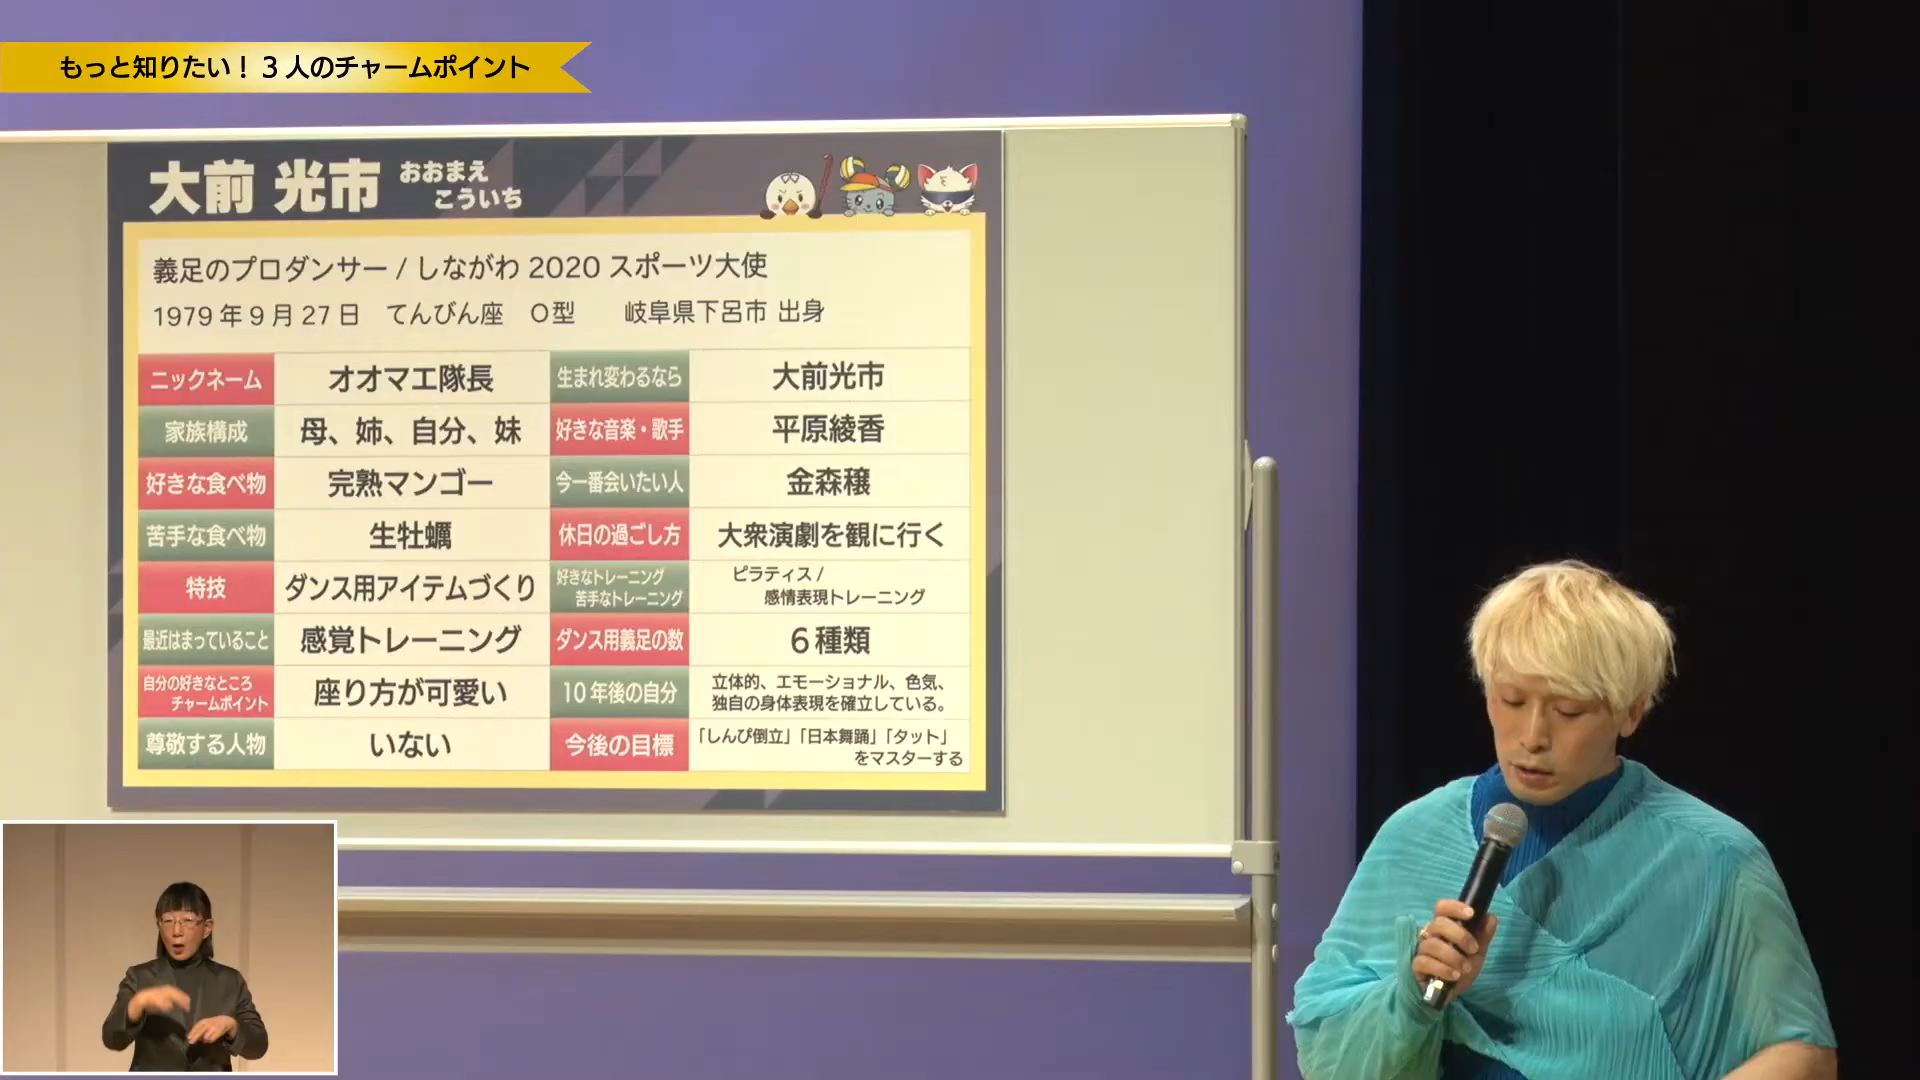 もっと知りたい！３人のチャームポイント
大前 光市 おおまえ
こういち
義足のプロダンサー / しながわ 2020 スポーツ大使
1979年9月27日 てんびん座 O型 岐阜県下呂市 出身
ニックネーム オオマエ隊長 生まれ変わるなら 大前光市
家族構成 母、姉、自分、妹 好きな音楽・歌手 平原綾香
好きな食べ物 完熟マンゴー 今一番会いたい人 金森穣
苦手な食べ物 生牡蠣 休日の過ごし方 大衆演劇を観に行く
特技 ダンス用アイテムづくり 好きなトレーニング
苦手なトレーニング ピラティス /
感情表現トレーニング
最近はまっていること 感覚トレーニング ダンス用義足の数 6種類
自分の好きなところ
チャームポイント 座り方が可愛い 10年後の自分 立体的、エモーショナル、色気、
独自の身体表現を確立している。
尊敬する人物 いない 今後の目標 「しんぴ倒立」「日本舞踊」「タット」
をマスターする